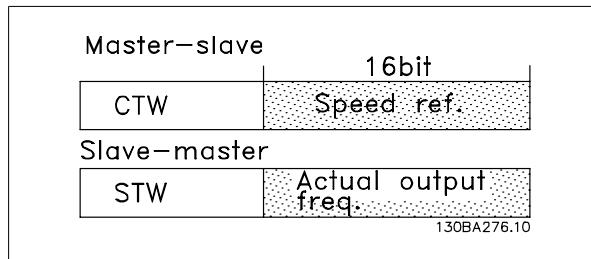 Master-slave
16bit
CTW
Speed ref.
Slave-master
STW
Actual output
freq.
130BA276.10